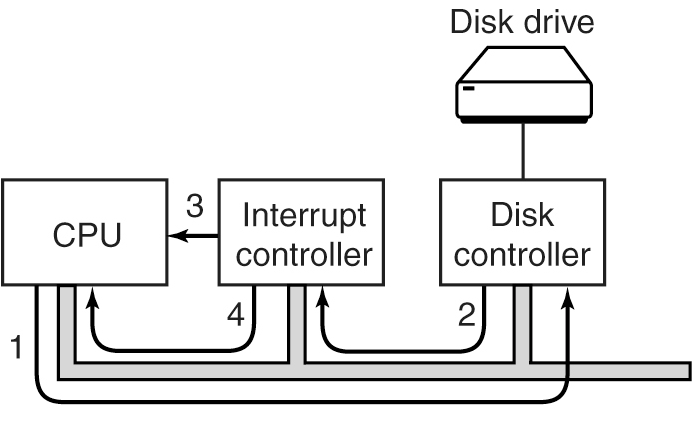 Disk drive
CPU
3
Interrupt
controller
Disk
controller
1
4
2